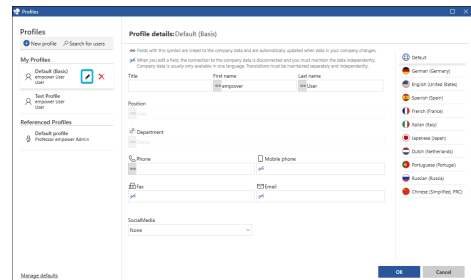 Profiles
Profiles
New profile
Search for users
My Profiles
Default (Basis)
empower User
User
Test Profile
empower User
User
Referenced Profiles
Default profile
Professor empower Admin
Manage defaults
Profile details: Default (Basis)
Fields with this symbol are linked to the company data and are automatically updated when data in your company changes.
When you edit a field, the connection to the company data is disconnected and you must maintain the data independently.
Company data is usually only available in one language. Translations must be maintained separately and independently.
Title
First name
Last name
empower
User
Position
User
Department
Phone
Mobile phone
Fax
Email
SocialMedia
None
Default
German (Germany)
English (United States)
Spanish (Spain)
French (France)
Italian (Italy)
Japanese (Japan)
Dutch (Netherlands)
Portuguese (Portugal)
Russian (Russia)
Chinese (Simplified, PRC)
OK
Cancel